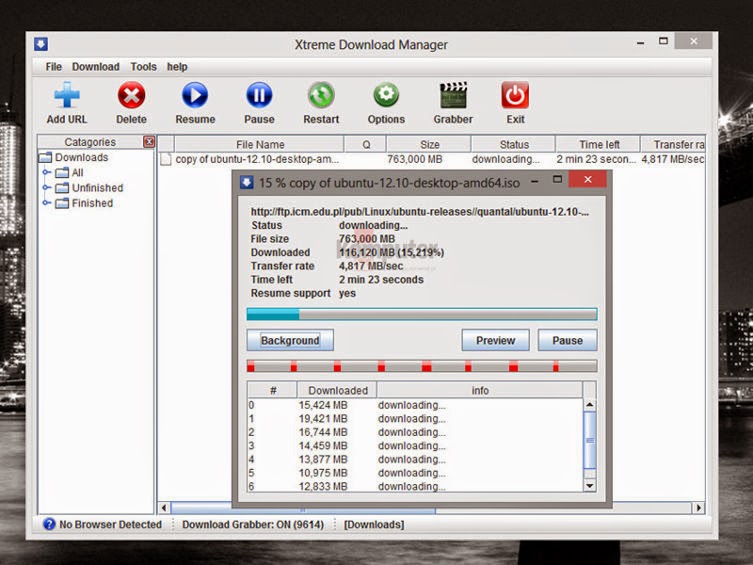 Xtreme Download Manager
File Download Tools help
Add URL Delete Resume Pause Restart Options Grabber Exit
Catagories
Downloads
All
Unfinished
Finished
File Name Q Size Status Time left Transfer ra
copy of ubuntu-12.10-desktop-am... 763,000 MB downloading... 2 min 23 secon... 4,817 MB/sec
15 % copy of ubuntu-12.10-desktop-amd64.iso
http://ftp.icm.edu.pl/pub/Linux/ubuntu-releases//quantal/ubuntu-12.10-...
Status downloading...
File size 763,000 MB
Downloaded 116,120 MB (15,219%)
Transfer rate 4,817 MB/sec
Time left 2 min 23 seconds
Resume support yes
Komputer
Background Preview Pause
# Downloaded info
0 15,424 MB downloading...
1 19,421 MB downloading...
2 16,744 MB downloading...
3 14,459 MB downloading...
4 13,877 MB downloading...
5 10,975 MB downloading...
6 12,833 MB downloading...
No Browser Detected Download Grabber: ON (9614) [Downloads]